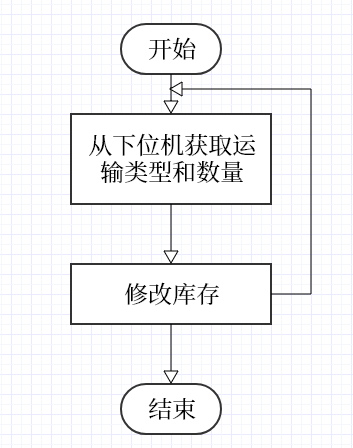 开始
从下位机获取运
输类型和数量
修改库存
结束